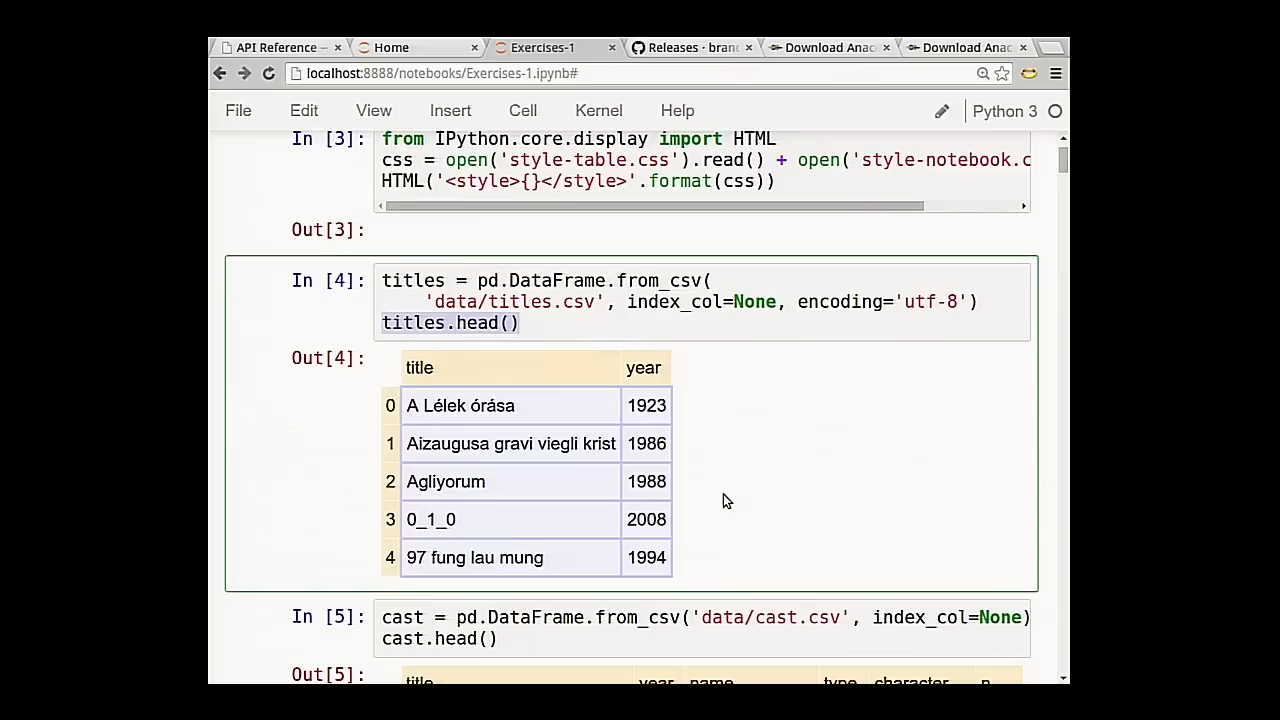 API Reference – × Home × Exercises-1 × Releases · branc × Download Anac × Download Anac ×
localhost:8888/notebooks/Exercises-1.ipynb#
File Edit View Insert Cell Kernel Help Python 3
In [3]: from IPython.core.display import HTML
css = open('style-table.css').read() + open('style-notebook.c
HTML('<style>{}</style>'.format(css))
Out[3]:
In [4]: titles = pd.DataFrame.from_csv(
'data/titles.csv', index_col=None, encoding='utf-8')
titles.head()
Out[4]:
title year
0 A Lélek órása 1923
1 Aizaugusa gravi viegli krist 1986
2 Agliyorum 1988
3 0_1_0 2008
4 97 fung lau mung 1994
In [5]: cast = pd.DataFrame.from_csv('data/cast.csv', index_col=None)
cast.head()
Out[5]:
title year name type character n